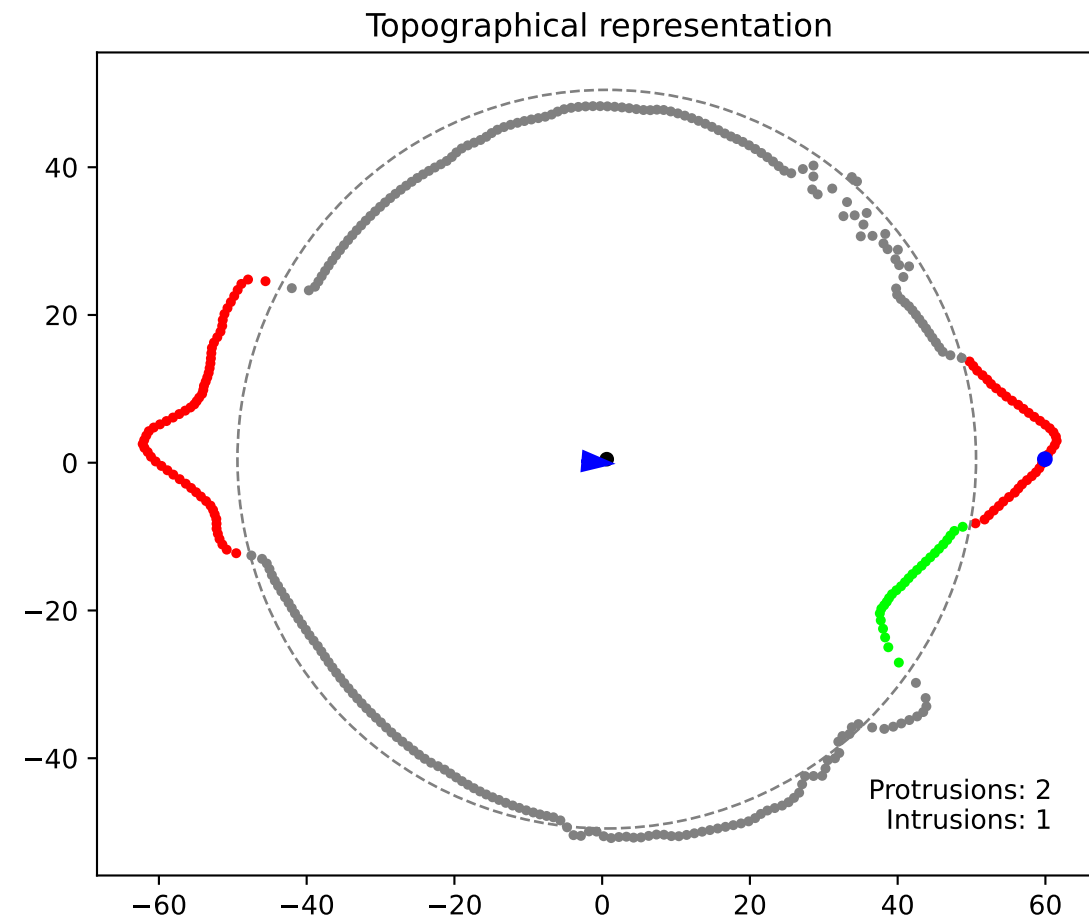 Topographical representation
40
20
0
−20
−40
Protrusions: 2
Intrusions: 1
−60 −40 −20 0 20 40 60